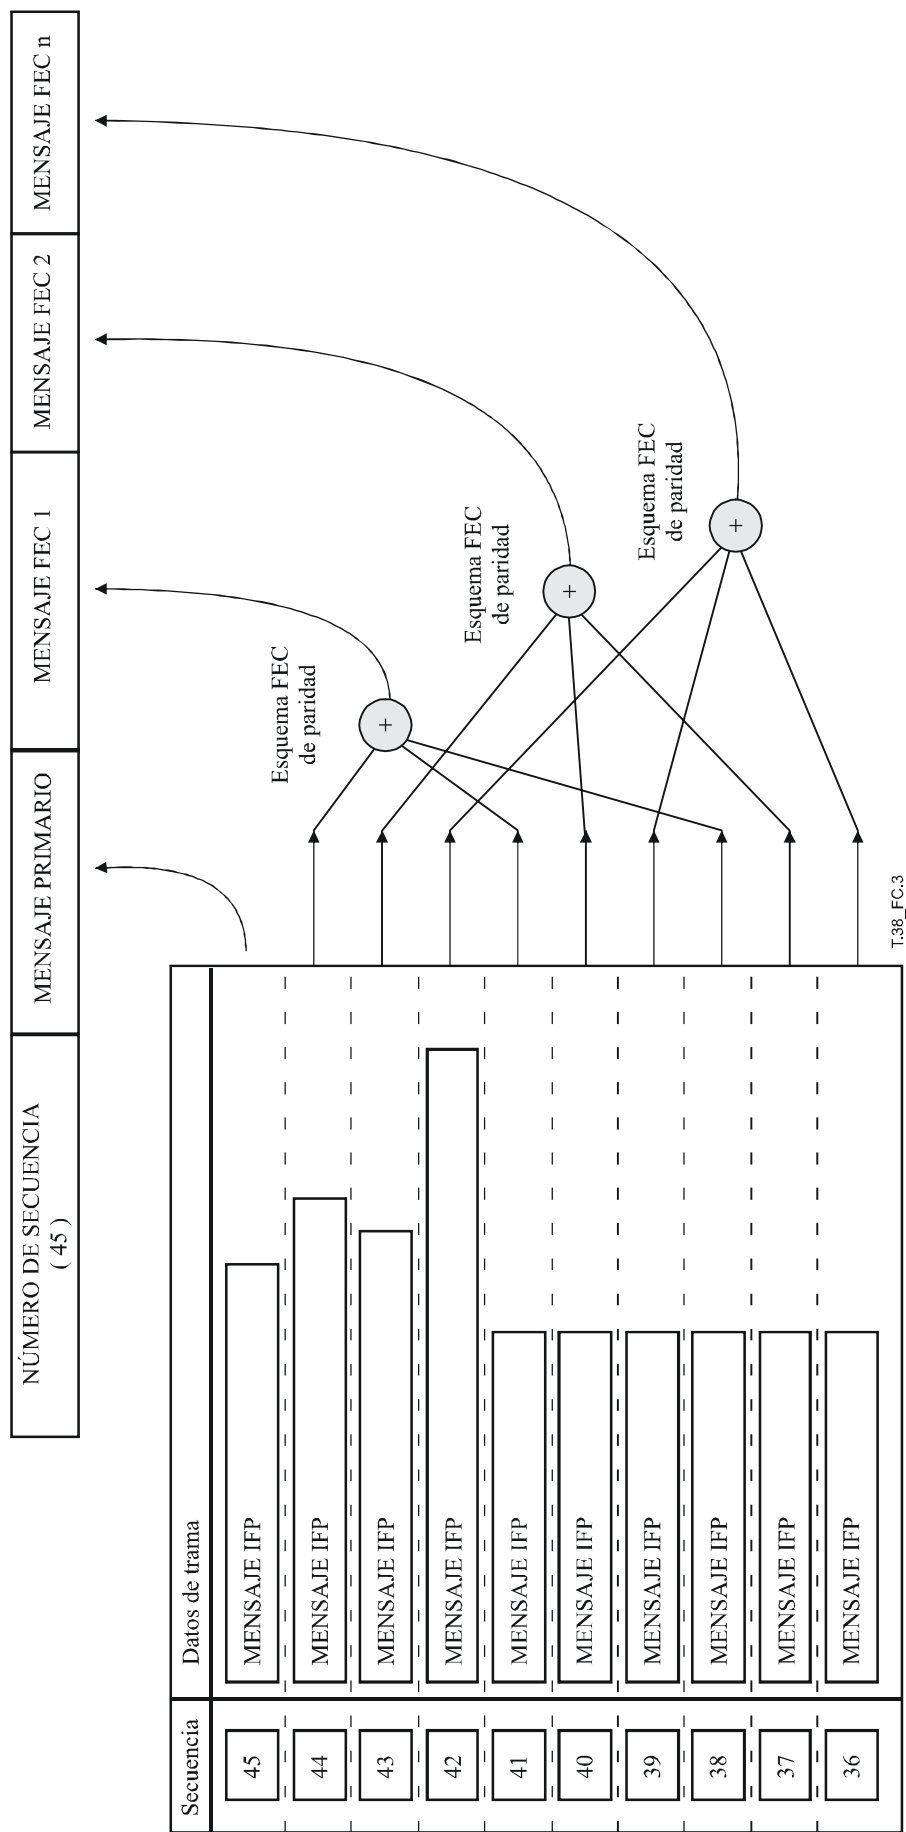 NÚMERO DE SECUENCIA
( 45 )
MENSAJE PRIMARIO
MENSAJE FEC 1
MENSAJE FEC 2
MENSAJE FEC n
Secuencia
Datos de trama
45
MENSAJE IFP
44
MENSAJE IFP
43
MENSAJE IFP
42
MENSAJE IFP
41
MENSAJE IFP
40
MENSAJE IFP
39
MENSAJE IFP
38
MENSAJE IFP
37
MENSAJE IFP
36
MENSAJE IFP
Esquema FEC
de paridad
+
Esquema FEC
de paridad
+
Esquema FEC
de paridad
+
T.38_FC.3